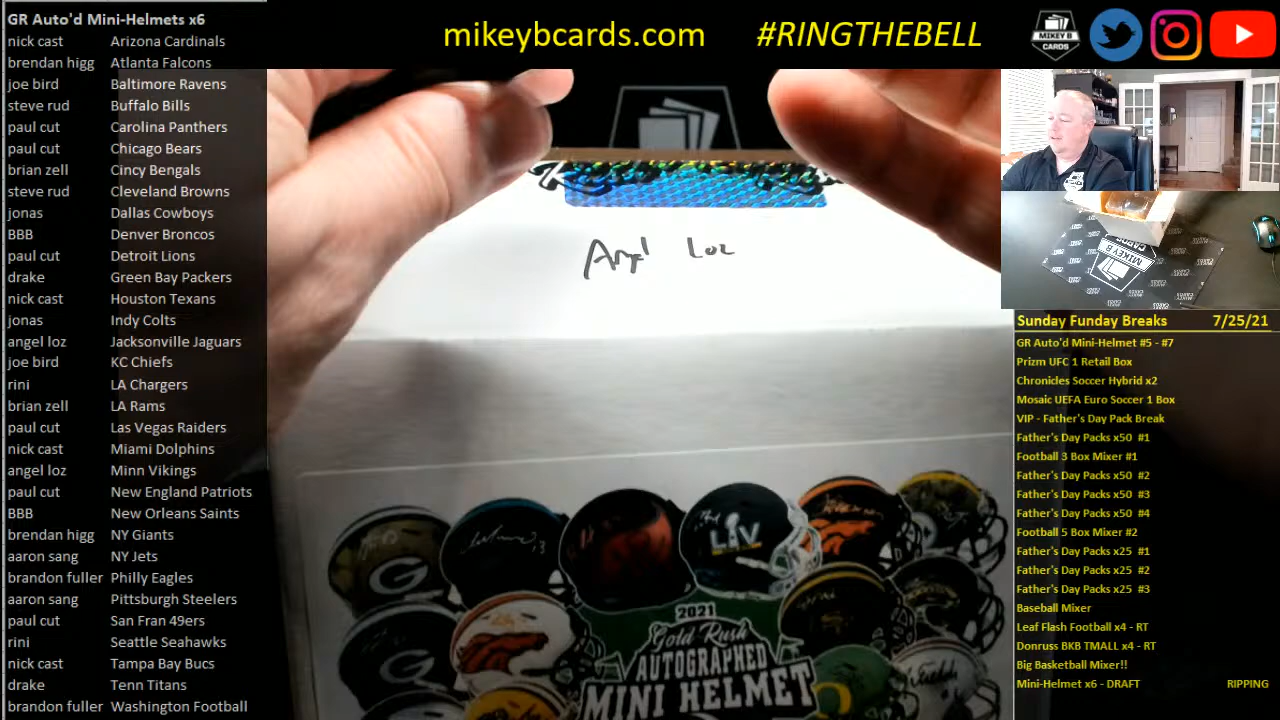 GR Auto'd Mini-Helmets x6
nick cast Arizona Cardinals
brendan higg Atlanta Falcons
joe bird Baltimore Ravens
steve rud Buffalo Bills
paul cut Carolina Panthers
paul cut Chicago Bears
brian zell Cincy Bengals
steve rud Cleveland Browns
jonas Dallas Cowboys
BBB Denver Broncos
paul cut Detroit Lions
drake Green Bay Packers
nick cast Houston Texans
jonas Indy Colts
angel loz Jacksonville Jaguars
joe bird KC Chiefs
rini LA Chargers
brian zell LA Rams
paul cut Las Vegas Raiders
nick cast Miami Dolphins
angel loz Minn Vikings
paul cut New England Patriots
BBB New Orleans Saints
brendan higg NY Giants
aaron sang NY Jets
brandon fuller Philly Eagles
aaron sang Pittsburgh Steelers
paul cut San Fran 49ers
rini Seattle Seahawks
nick cast Tampa Bay Bucs
drake Tenn Titans
brandon fuller Washington Football
mikeybcards.com #RINGTHEBELL
MIKEY B
CARDS
Angel Loz
LIV
2021
Gold Rush
AUTOGRAPHED
MINI HELMET
MIKEY B
CARDS
Sunday Funday Breaks 7/25/21
GR Auto'd Mini-Helmet #5 - #7
Prizm UFC 1 Retail Box
Chronicles Soccer Hybrid x2
Mosaic UEFA Euro Soccer 1 Box
VIP - Father's Day Pack Break
Father's Day Packs x50 #1
Football 3 Box Mixer #1
Father's Day Packs x50 #2
Father's Day Packs x50 #3
Father's Day Packs x50 #4
Football 5 Box Mixer #2
Father's Day Packs x25 #1
Father's Day Packs x25 #2
Father's Day Packs x25 #3
Baseball Mixer
Leaf Flash Football x4 - RT
Donruss BKB TMALL x4 - RT
Big Basketball Mixer!!
Mini-Helmet x6 - DRAFT RIPPING